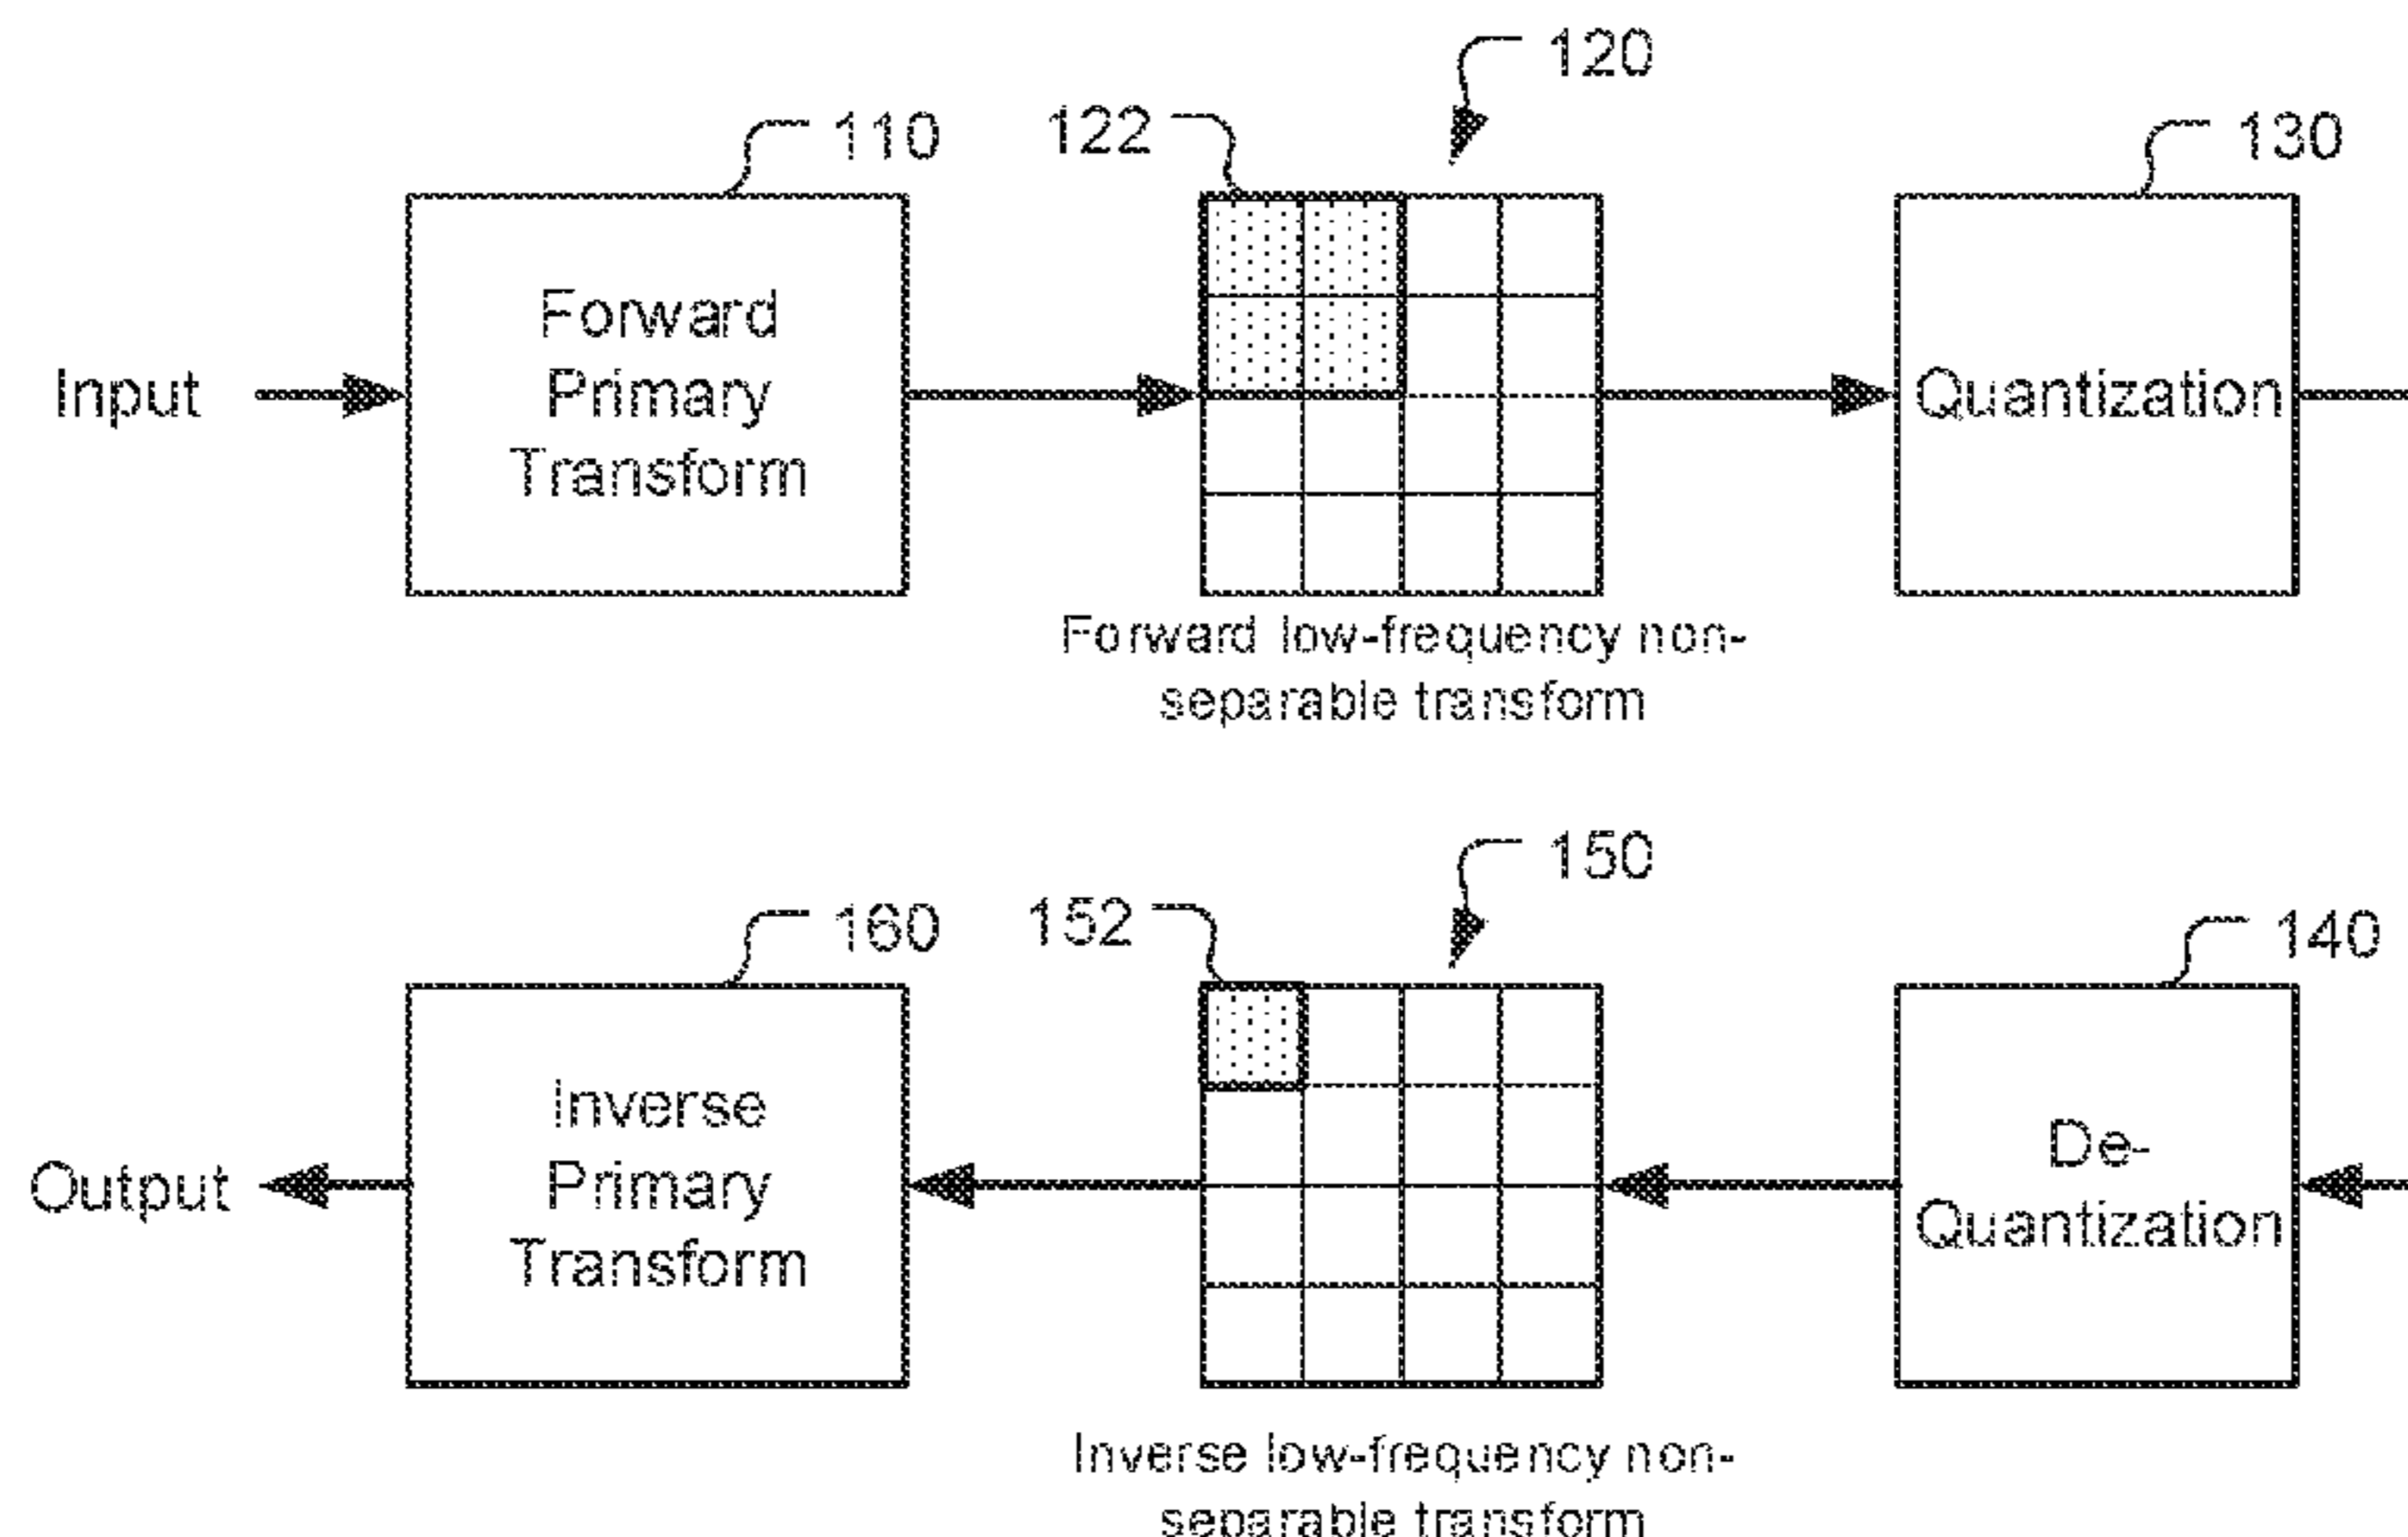 120
110
122
130
Forward
Primary
Transform
Input
Quantization
Forward low-frequency non-
separable transform
150
160
152
140
Inverse
Primary
Transform
Output
De-
Quantization
Inverse low-frequency non-
separable transform